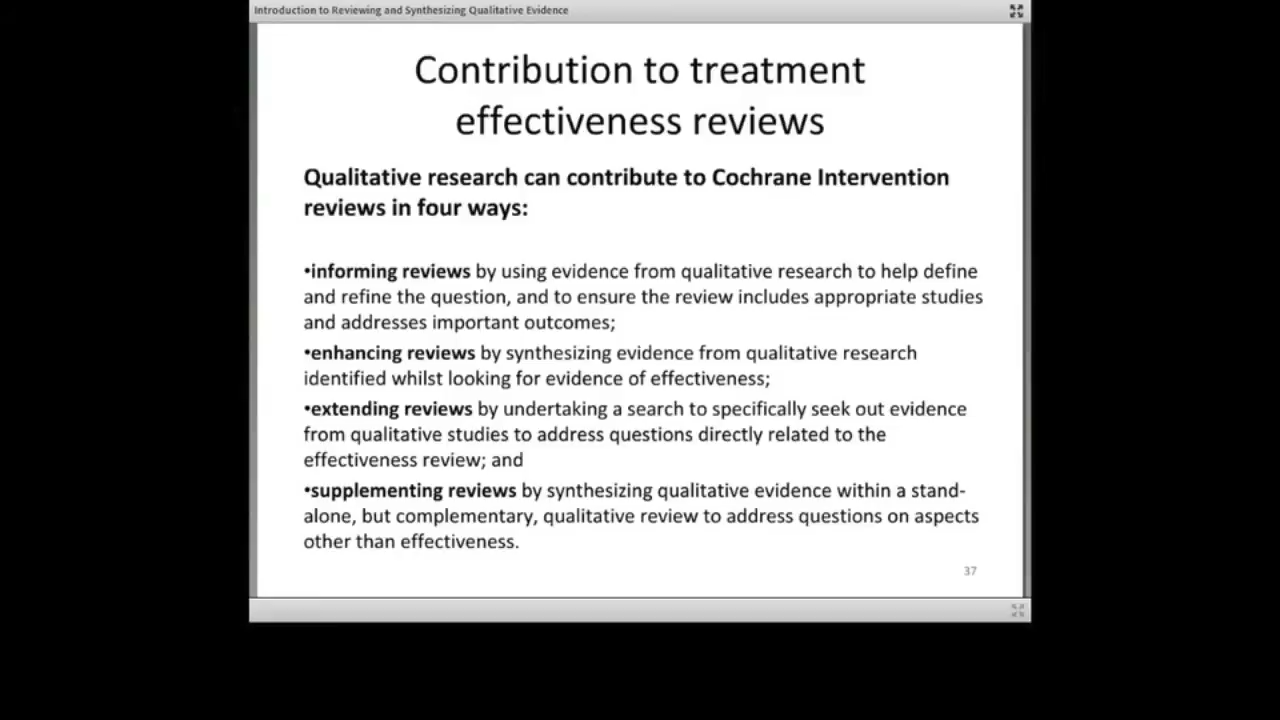 Introduction to Reviewing and Synthesizing Qualitative Evidence
Contribution to treatment
effectiveness reviews
Qualitative research can contribute to Cochrane Intervention
reviews in four ways:
•informing reviews by using evidence from qualitative research to help define
and refine the question, and to ensure the review includes appropriate studies
and addresses important outcomes;
•enhancing reviews by synthesizing evidence from qualitative research
identified whilst looking for evidence of effectiveness;
•extending reviews by undertaking a search to specifically seek out evidence
from qualitative studies to address questions directly related to the
effectiveness review; and
•supplementing reviews by synthesizing qualitative evidence within a stand-
alone, but complementary, qualitative review to address questions on aspects
other than effectiveness.
37